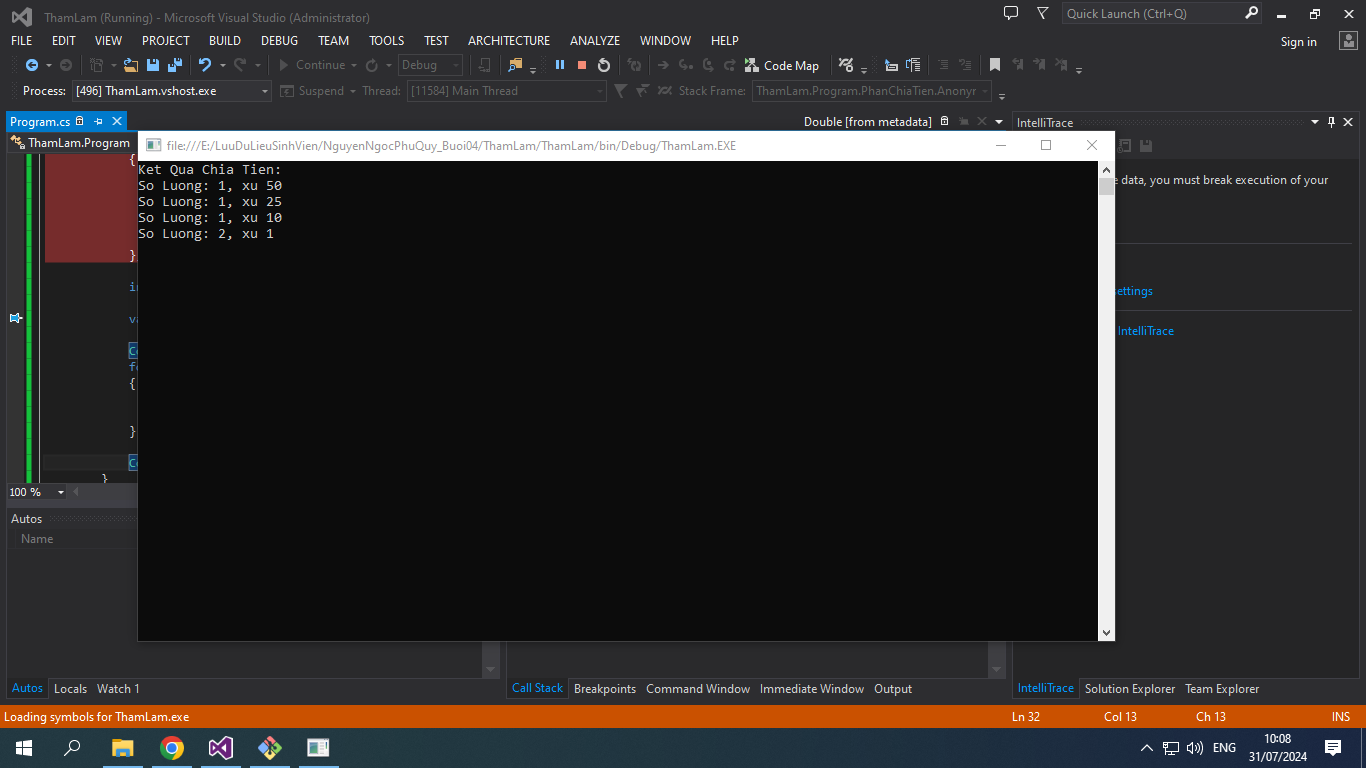 ThamLam (Running) - Microsoft Visual Studio (Administrator)
Quick Launch (Ctrl+Q)
FILE EDIT VIEW PROJECT BUILD DEBUG TEAM TOOLS TEST ARCHITECTURE ANALYZE WINDOW HELP
Sign in
Continue Debug Code Map
Process: [496] ThamLam.vshost.exe Suspend Thread: [11584] Main Thread Stack Frame: ThamLam.Program.PhanChiaTien.Anonyr
Program.cs Double [from metadata] IntelliTrace
ThamLam.Program
file:///E:/LuuDuLieuSinhVien/NguyenNgocPhuQuy_Buoi04/ThamLam/ThamLam/bin/Debug/ThamLam.EXE
Ket Qua Chia Tien:
So Luong: 1, xu 50
So Luong: 1, xu 25
So Luong: 1, xu 10
So Luong: 2, xu 1
{
}
{
}
}
data, you must break execution of your
settings
IntelliTrace
100 %
Autos
Name
Autos Locals Watch 1
Call Stack Breakpoints Command Window Immediate Window Output
IntelliTrace Solution Explorer Team Explorer
Loading symbols for ThamLam.exe Ln 32 Col 13 Ch 13 INS
ENG
10:08
31/07/2024